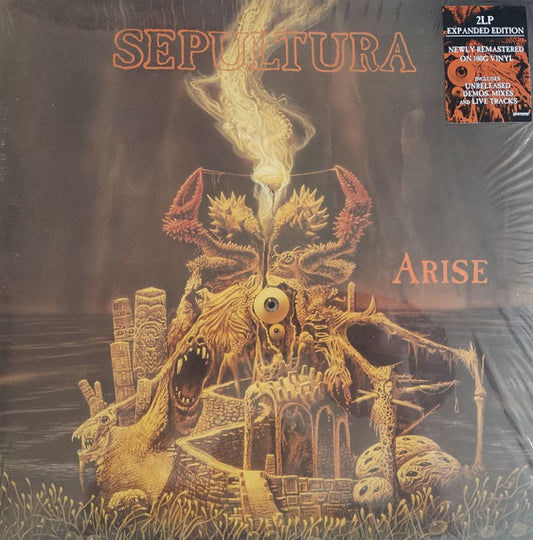 SEPULTURA
2LP
EXPANDED EDITION
NEWLY REMASTERED
ON 180G VINYL
INCLUDES
UNRELEASED
DEMOS, MIXES
AND LIVE TRACKS
ARISE